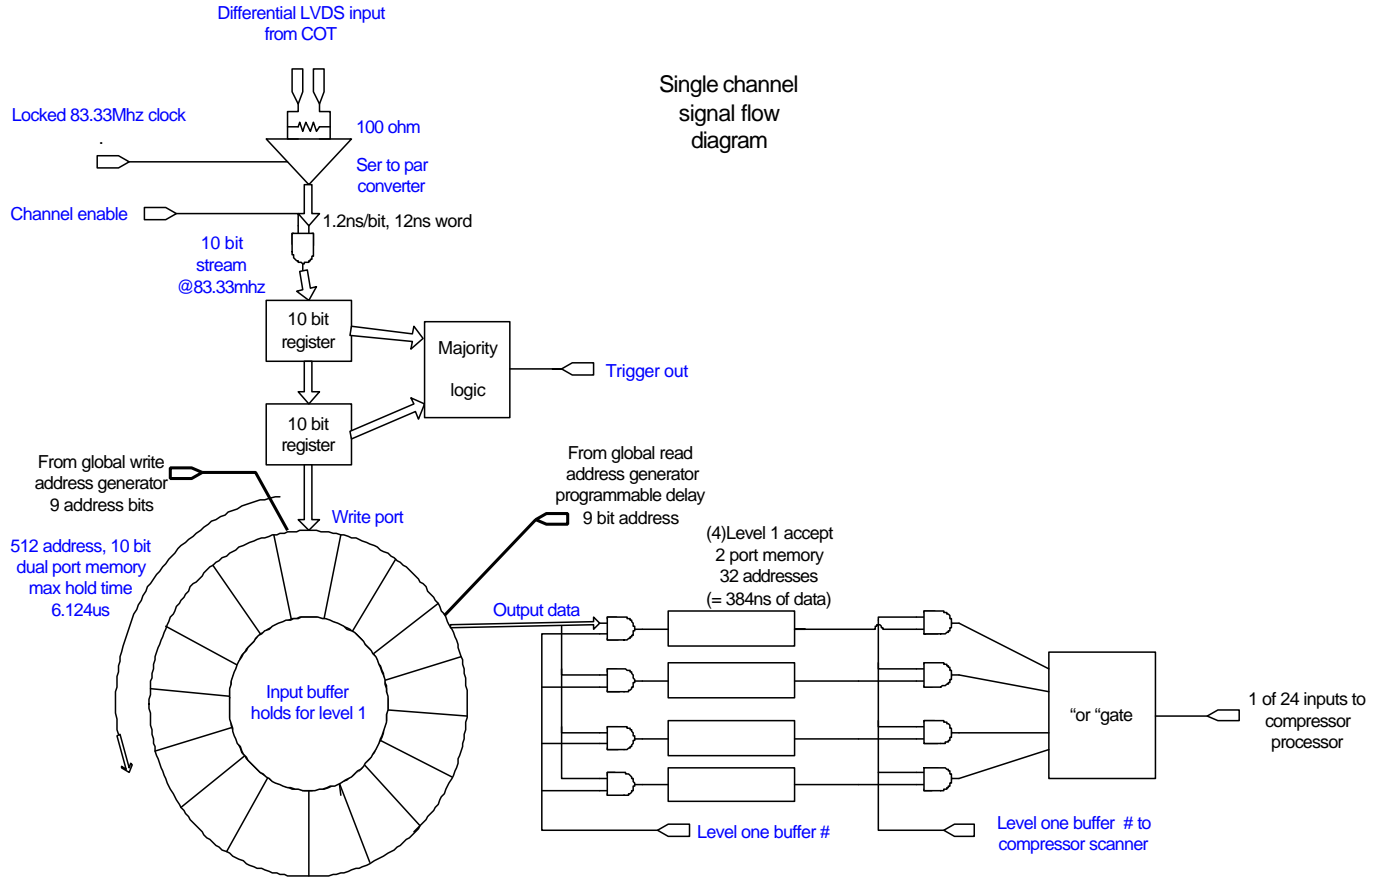 Differential LVDS input
from COT
Single channel
signal flow
diagram
Locked 83.33Mhz clock
100 ohm
Ser to par
converter
Channel enable
1.2ns/bit, 12ns word
10 bit
stream
@83.33mhz
10 bit
register
Majority
logic
Trigger out
10 bit
register
From global write
address generator
9 address bits
From global read
address generator
programmable delay
9 bit address
Write port
512 address, 10 bit
dual port memory
max hold time
6.124us
(4)Level 1 accept
2 port memory
32 addresses
(= 384ns of data)
Output data
Input buffer
holds for level 1
“or “gate
1 of 24 inputs to
compressor
processor
Level one buffer #
Level one buffer # to
compressor scanner